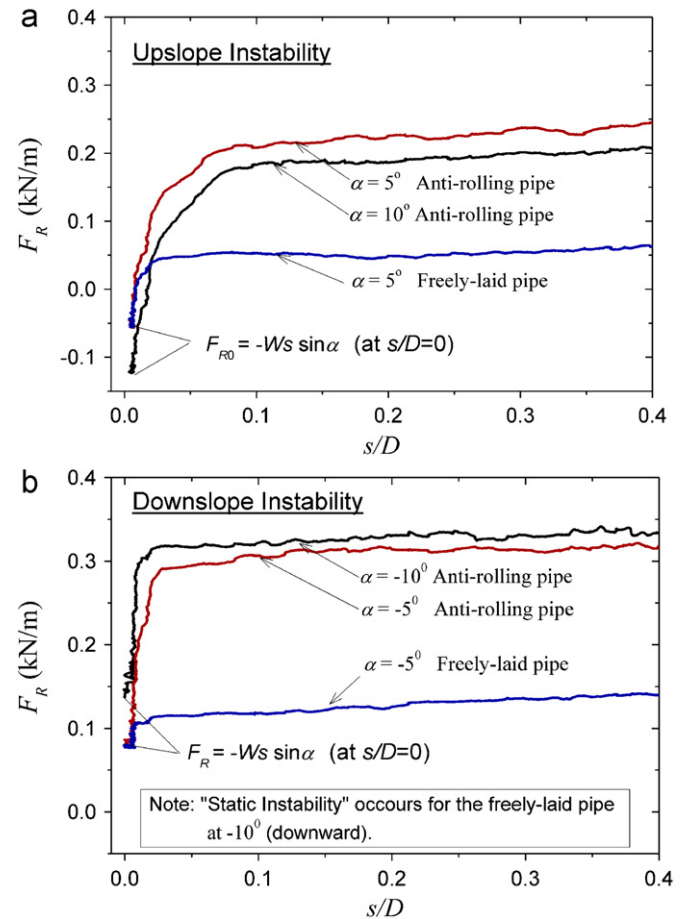 a
Upslope Instability
0.4
0.3
0.2
0.1
0.0
-0.1
F_R (kN/m)
α = 5° Anti-rolling pipe
α = 10° Anti-rolling pipe
α = 5° Freely-laid pipe
F_R0 = -Ws sinα (at s/D=0)
0.0 0.1 0.2 0.3 0.4
s/D
b
Downslope Instability
0.4
0.3
0.2
0.1
0.0
F_R (kN/m)
α = -10⁰ Anti-rolling pipe
α = -5⁰ Anti-rolling pipe
α = -5⁰ Freely-laid pipe
F_R = -Ws sinα (at s/D=0)
Note: "Static Instability" occours for the freely-laid pipe
at -10⁰ (downward).
0.0 0.1 0.2 0.3 0.4
s/D